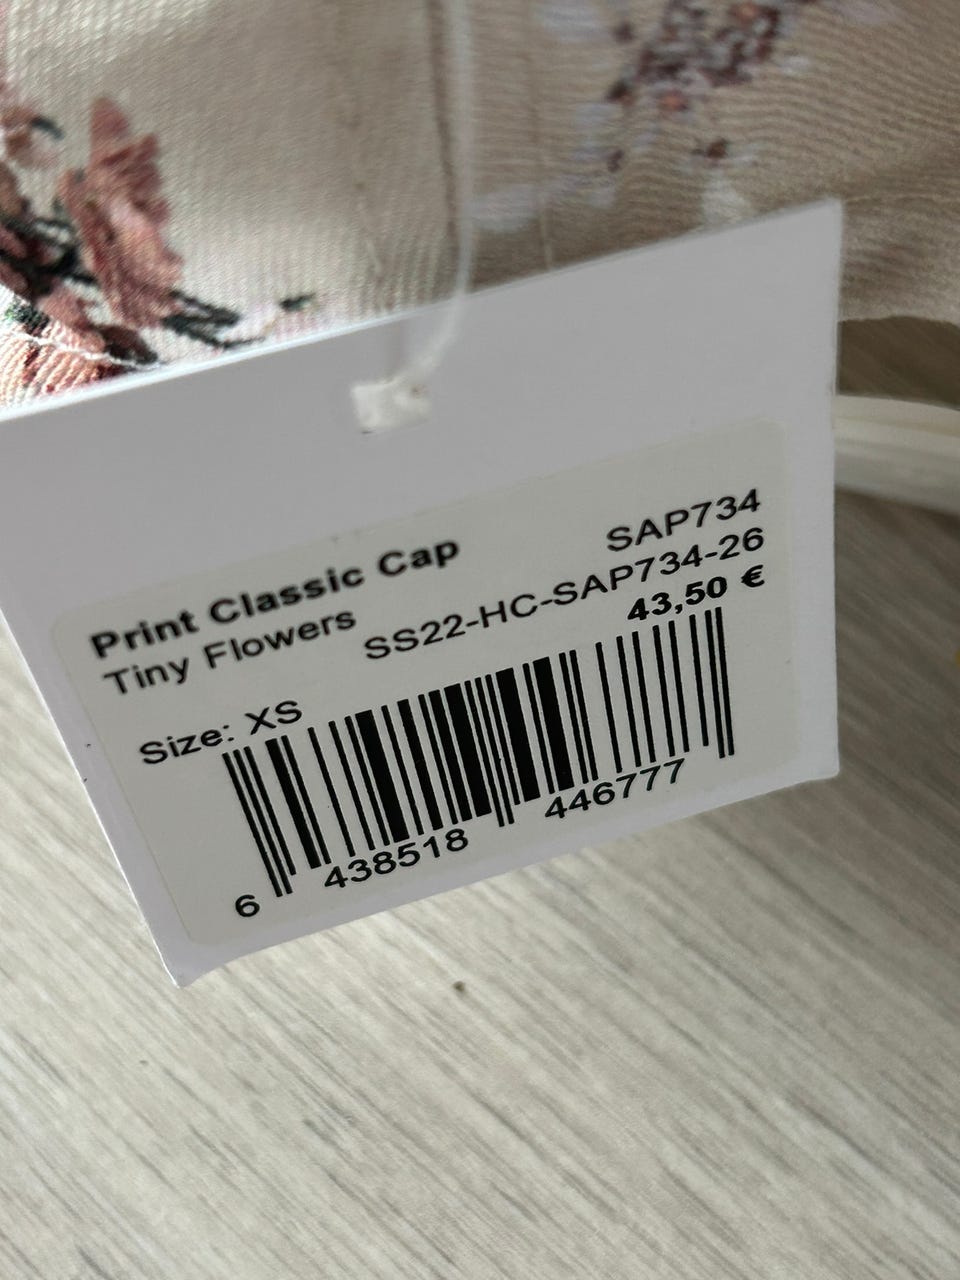 Print Classic Cap
SAP734
Tiny Flowers
SS22-HC-SAP734-26
43,50 €
Size: XS
6 438518 446777